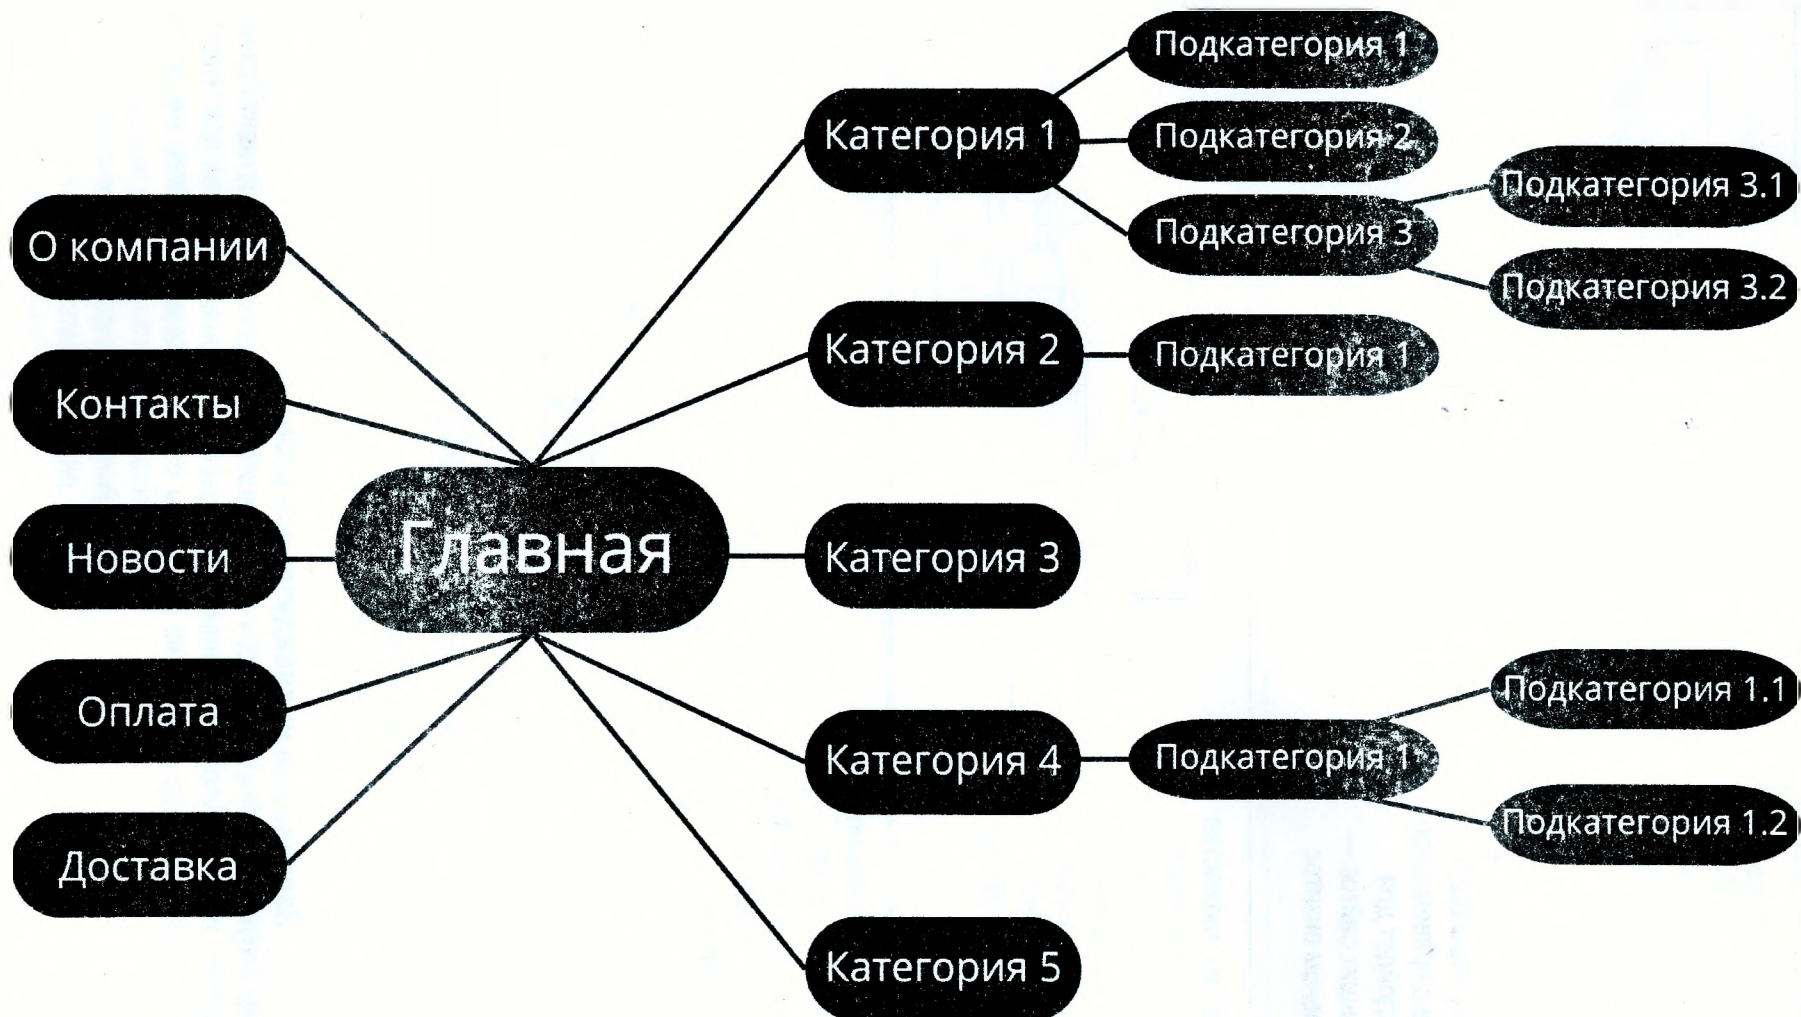 О компании
Контакты
Новости
Оплата
Доставка
Главная
Категория 1
Подкатегория 1
Подкатегория 2
Подкатегория 3
Подкатегория 3.1
Подкатегория 3.2
Категория 2
Подкатегория 1
Категория 3
Категория 4
Подкатегория 1
Подкатегория 1.1
Подкатегория 1.2
Категория 5